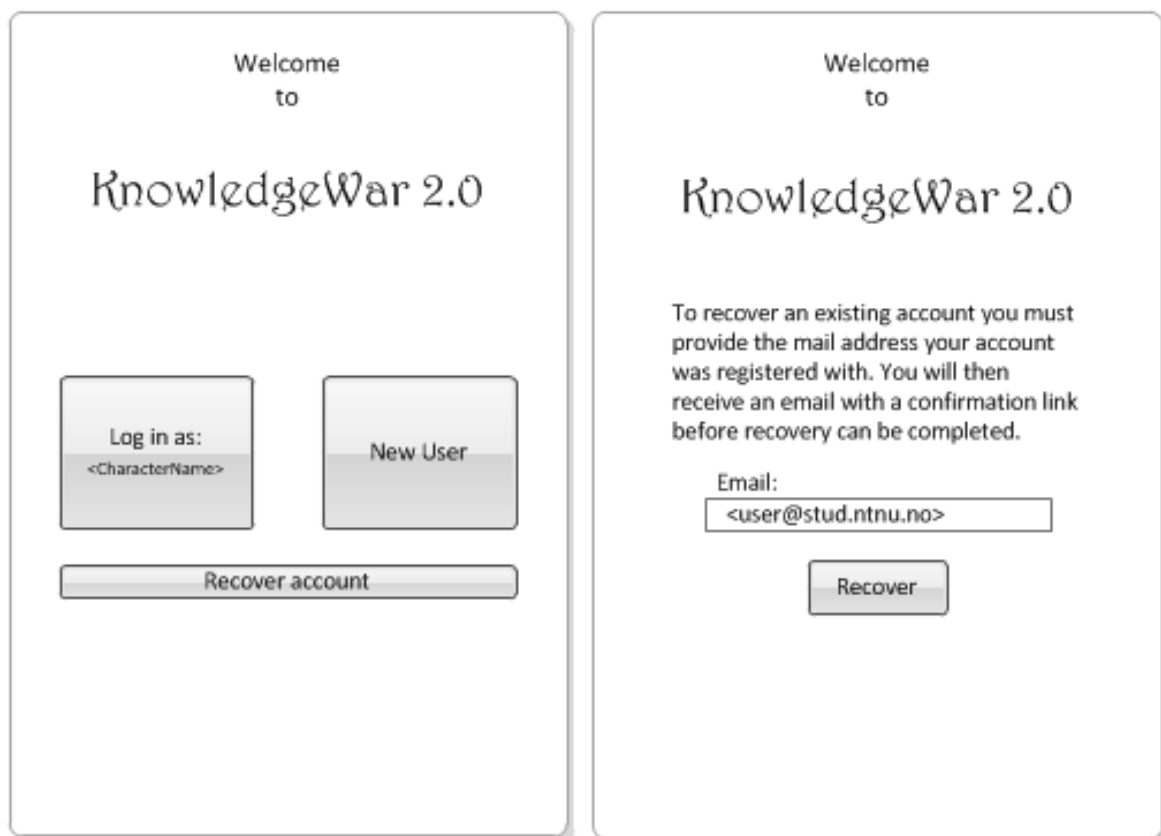 Welcome
to
KnowledgeWar 2.0
Log in as:
<CharacterName>
New User
Recover account
Welcome
to
KnowledgeWar 2.0
To recover an existing account you must
provide the mail address your account
was registered with. You will then
receive an email with a confirmation link
before recovery can be completed.
Email:
<user@stud.ntnu.no>
Recover